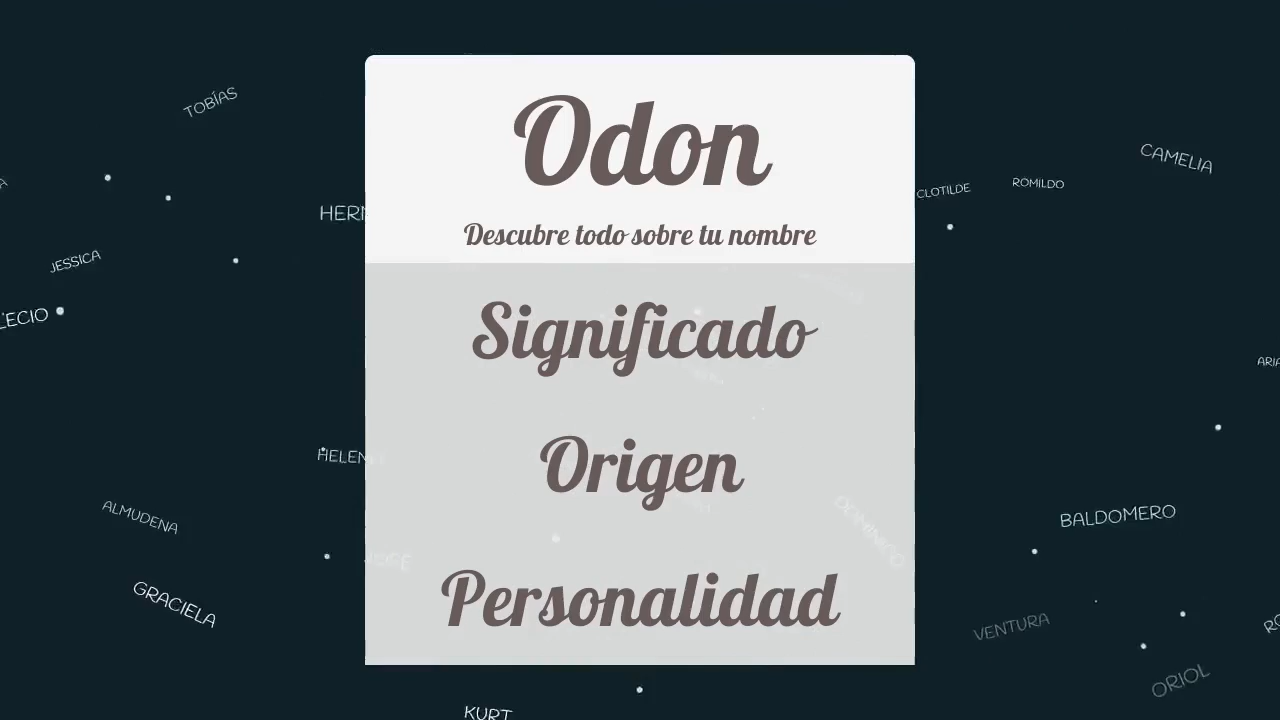 Odon
Descubre todo sobre tu nombre
Significado
Origen
Personalidad
TOBÍAS
CAMELIA
CLOTILDE
ROMILDO
JESSICA
ALMUDENA
GRACIELA
BALDOMERO
DOMINICO
VENTURA
ORIOL
KURT